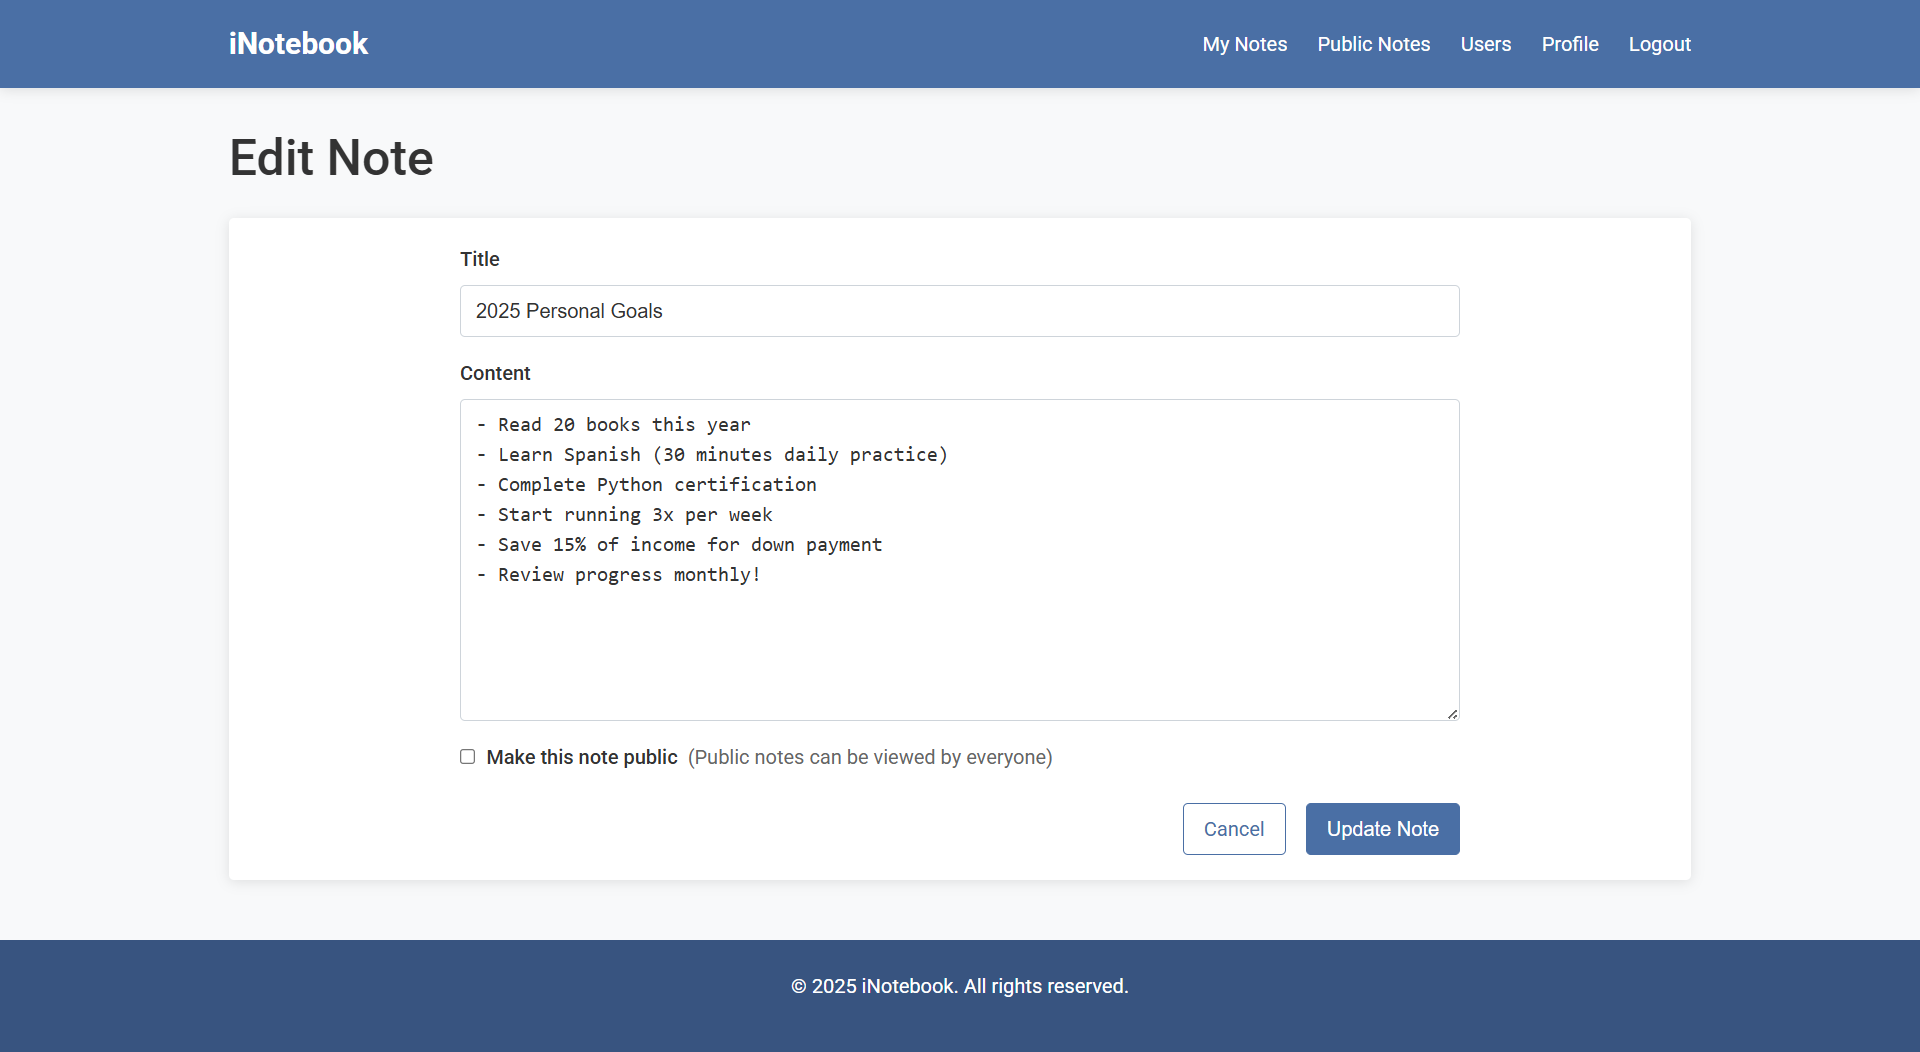 iNotebook
My Notes Public Notes Users Profile Logout
Edit Note
Title
2025 Personal Goals
Content
- Read 20 books this year
- Learn Spanish (30 minutes daily practice)
- Complete Python certification
- Start running 3x per week
- Save 15% of income for down payment
- Review progress monthly!
Make this note public (Public notes can be viewed by everyone)
Cancel Update Note
© 2025 iNotebook. All rights reserved.